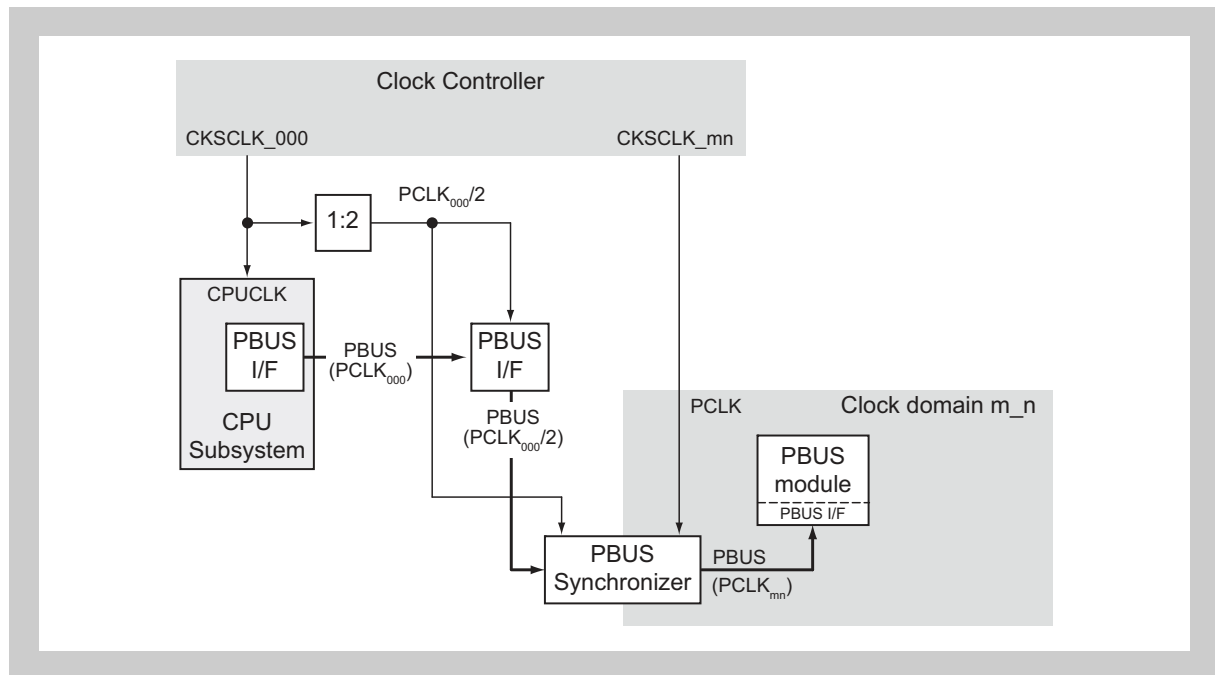 Clock Controller
CKSCLK_000
CKSCLK_mn
PCLK000/2
1:2
CPUCLK
PBUS
I/F
PBUS
(PCLK000)
PBUS
I/F
CPU
Subsystem
PBUS
(PCLK000/2)
PCLK
Clock domain m_n
PBUS
module
PBUS I/F
PBUS
Synchronizer
PBUS
(PCLKmn)